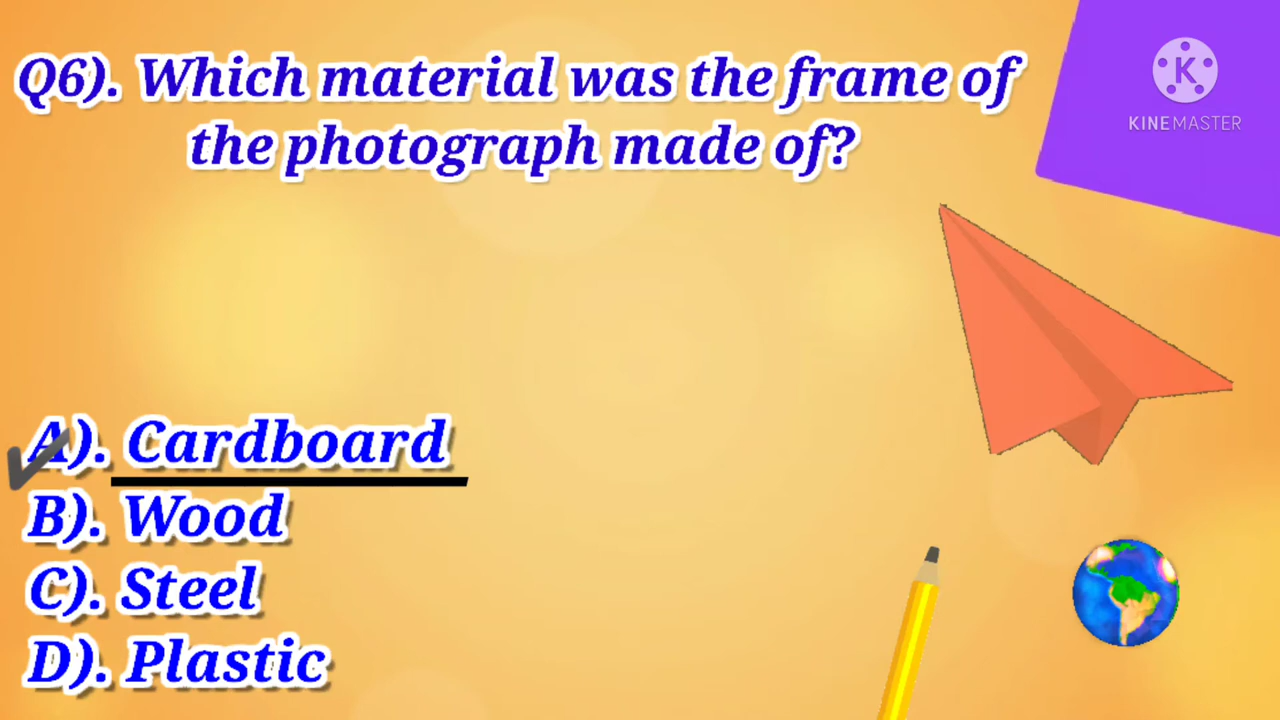 Q6). Which material was the frame of
the photograph made of?
KINEMASTER
A). Cardboard
B). Wood
C). Steel
D). Plastic